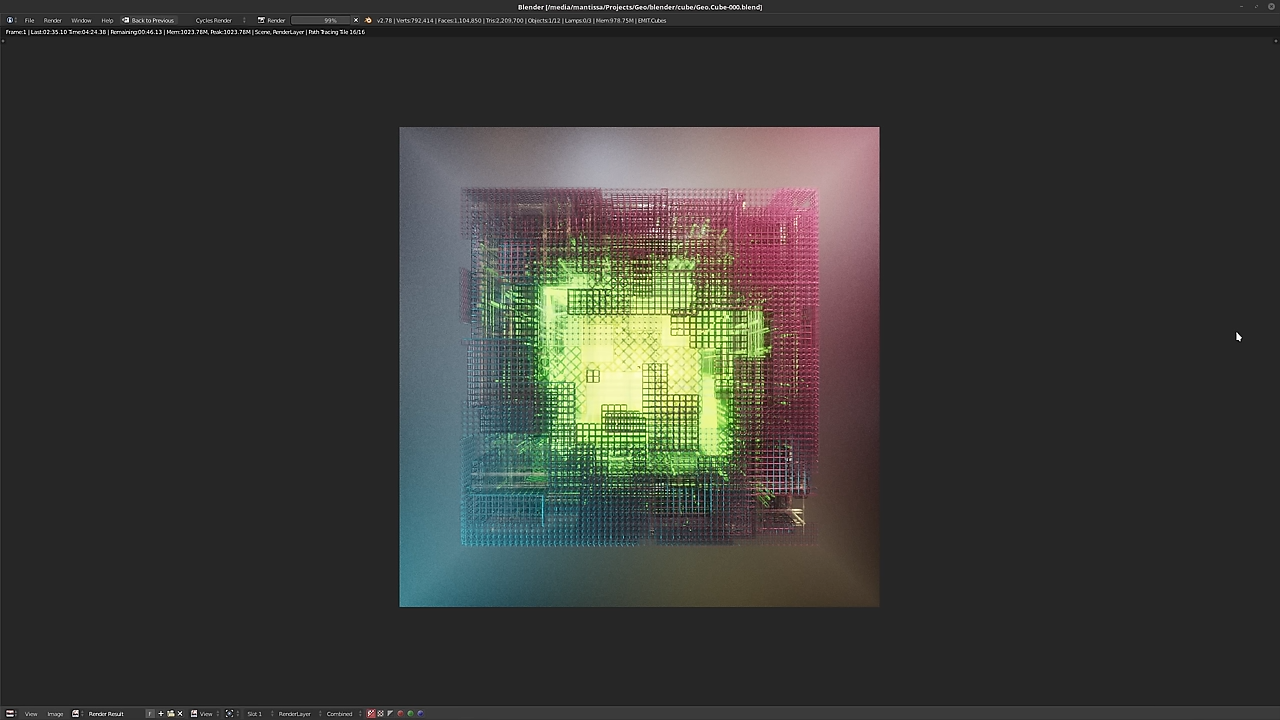 Blender [/media/mantissa/Projects/Geo/blender/cube/Geo.Cube-000.blend]
File Render Window Help Back to Previous Cycles Render Render 99% v2.78 | Verts:792,414 | Faces:1,104,850 | Tris:2,209,700 | Objects:1/12 | Lamps:0/3 | Mem:978.75M | EMIT.Cubes
Frame:1 | Last:02:35.10 Time:04:24.38 | Remaining:00:46.13 | Mem:1023.76M, Peak:1023.76M | Scene, RenderLayer | Path Tracing Tile 16/16
View Image Render Result F View Slot 1 RenderLayer Combined